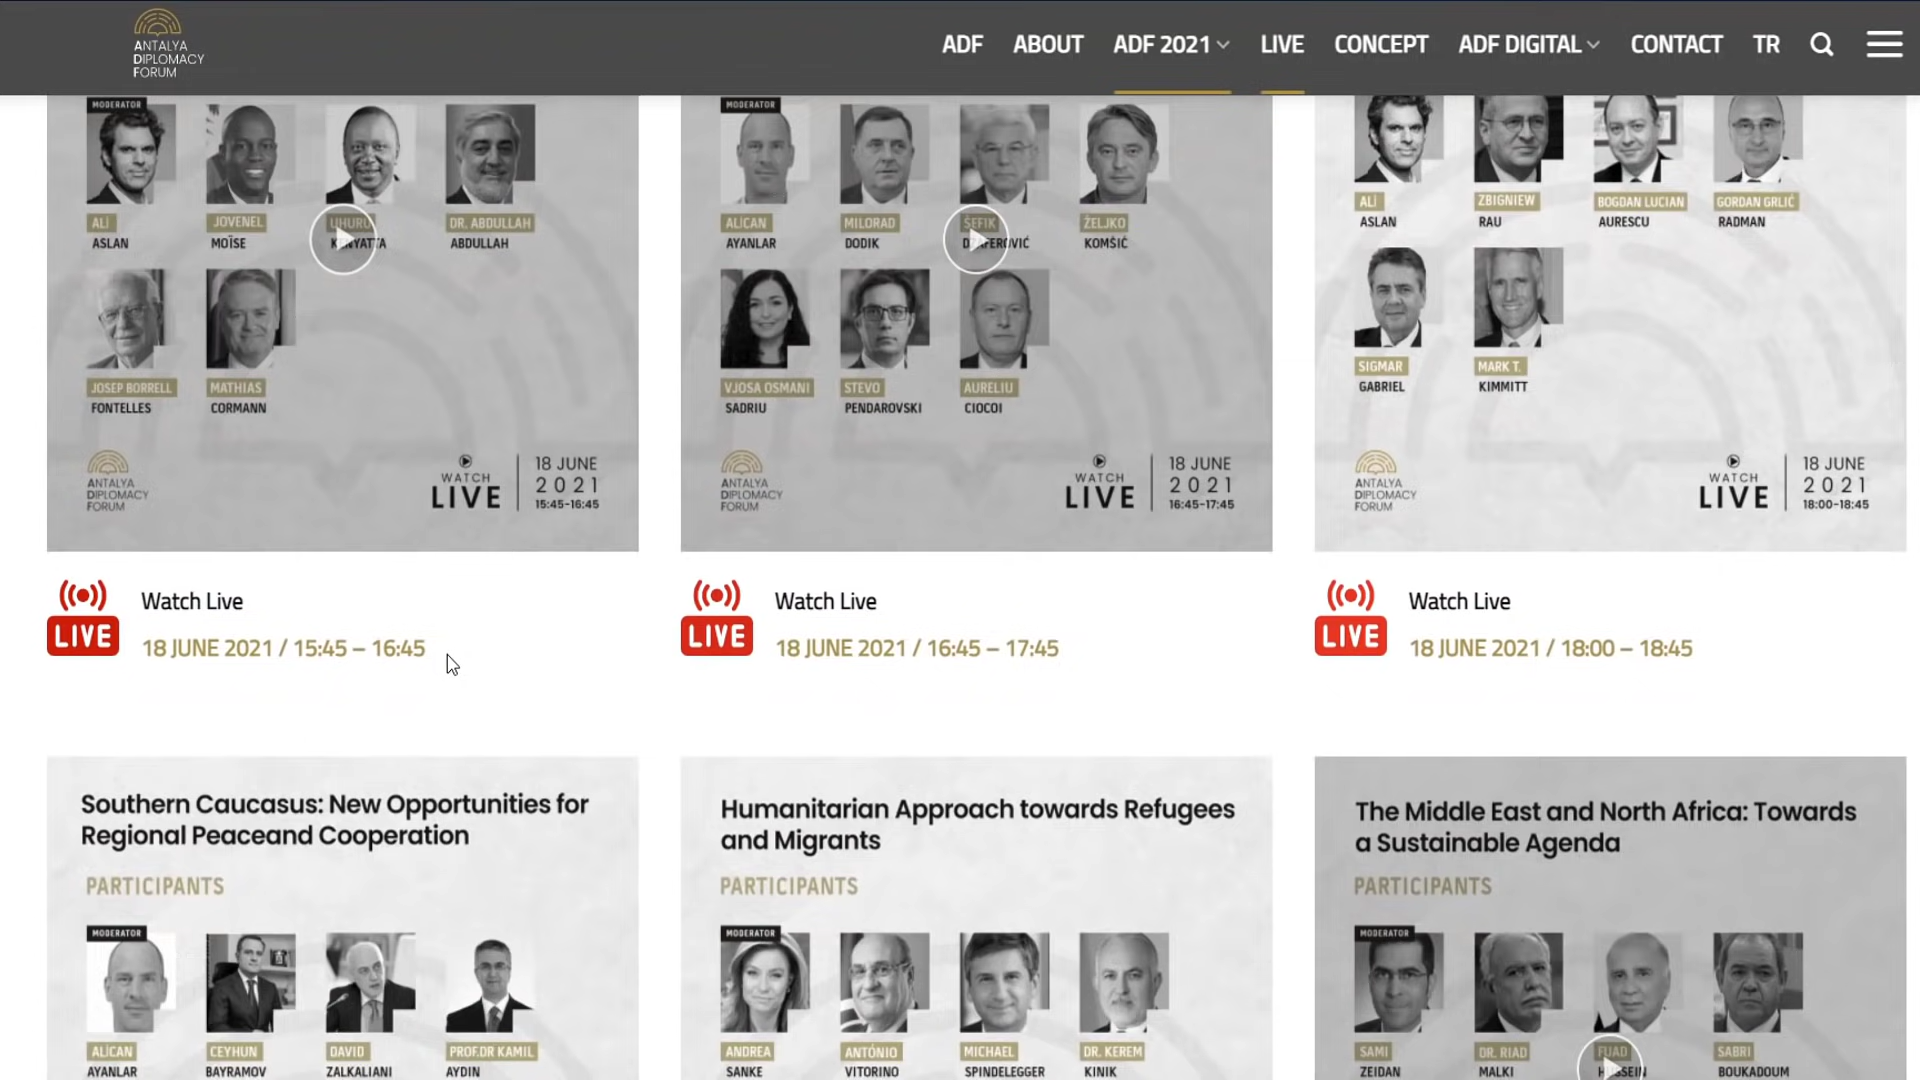 ANTALYA
DIPLOMACY
FORUM
ADF ABOUT ADF 2021 LIVE CONCEPT ADF DIGITAL CONTACT TR
MODERATOR
ALİ
ASLAN
JOVENEL
MOÏSE
UHURU
KENYATTA
DR. ABDULLAH
ABDULLAH
JOSEP BORRELL
FONTELLES
MATHIAS
CORMANN
ANTALYA
DIPLOMACY
FORUM
WATCH
LIVE
18 JUNE
2021
15:45-16:45
MODERATOR
ALİCAN
AYANLAR
MILORAD
DODIK
ŠEFIK
DŽAFEROVIĆ
ŽELJKO
KOMŠIĆ
VJOSA OSMANI
SADRIU
STEVO
PENDAROVSKI
AURELIU
CIOCOI
ANTALYA
DIPLOMACY
FORUM
WATCH
LIVE
18 JUNE
2021
16:45-17:45
ALİ
ASLAN
ZBIGNIEW
RAU
BOGDAN LUCIAN
AURESCU
GORDAN GRLIĆ
RADMAN
SIGMAR
GABRIEL
MARK T.
KIMMITT
ANTALYA
DIPLOMACY
FORUM
WATCH
LIVE
18 JUNE
2021
18:00-18:45
LIVE
Watch Live
18 JUNE 2021 / 15:45 – 16:45
LIVE
Watch Live
18 JUNE 2021 / 16:45 – 17:45
LIVE
Watch Live
18 JUNE 2021 / 18:00 – 18:45
Southern Caucasus: New Opportunities for
Regional Peaceand Cooperation
PARTICIPANTS
MODERATOR
ALİCAN
AYANLAR
CEYHUN
BAYRAMOV
DAVID
ZALKALIANI
PROF.DR KAMIL
AYDIN
Humanitarian Approach towards Refugees
and Migrants
PARTICIPANTS
MODERATOR
ANDREA
SANKE
ANTÓNIO
VITORINO
MICHAEL
SPINDELEGGER
DR. KEREM
KINIK
The Middle East and North Africa: Towards
a Sustainable Agenda
PARTICIPANTS
MODERATOR
SAMI
ZEIDAN
DR. RIAD
MALKI
FUAD
HUSSEIN
SABRI
BOUKADOUM